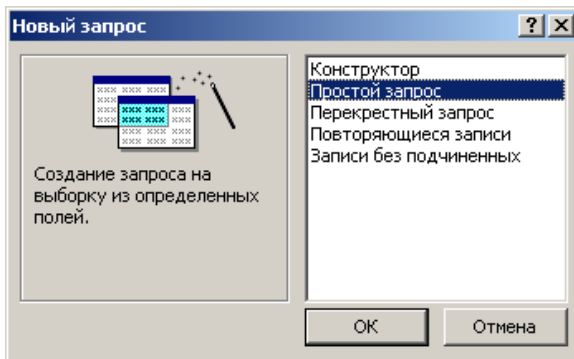 Новый запрос
Создание запроса на
выборку из определенных
полей.
Конструктор
Простой запрос
Перекрестный запрос
Повторяющиеся записи
Записи без подчиненных
ОК
Отмена